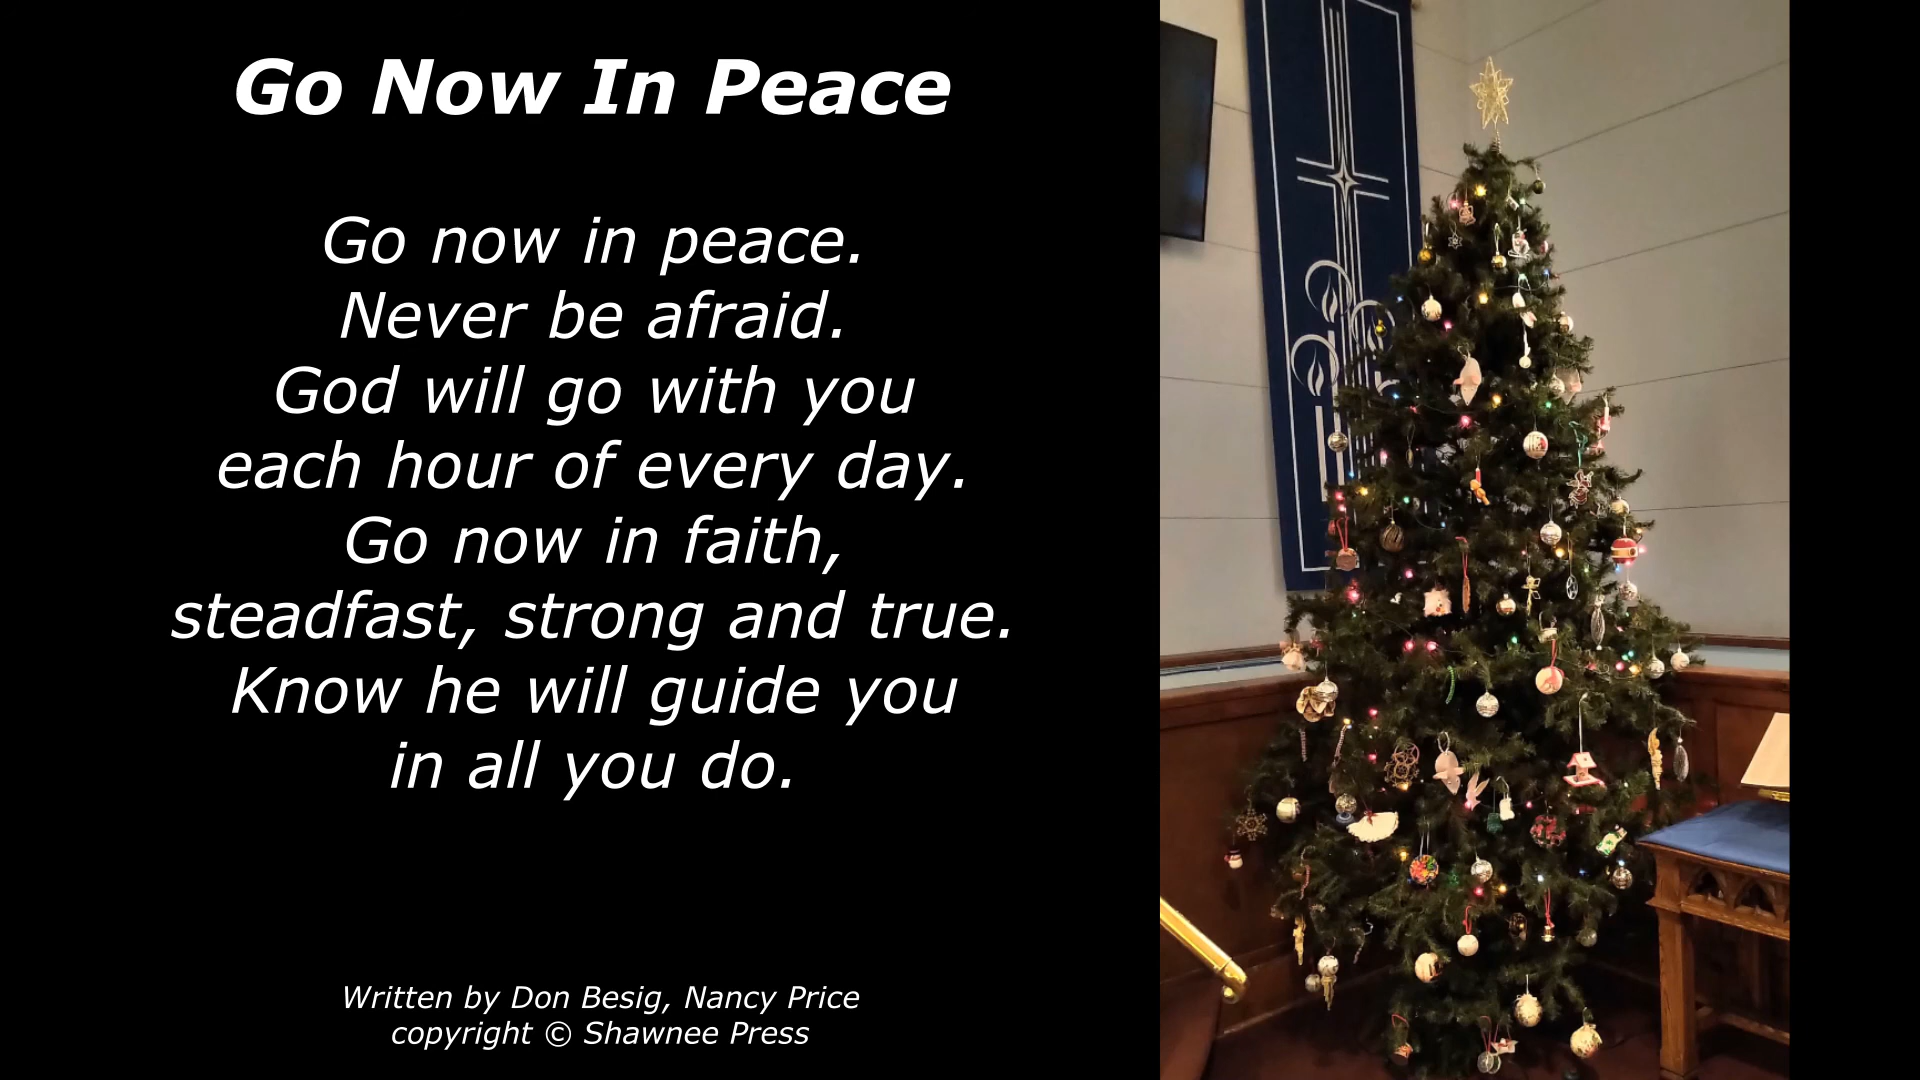 Go Now In Peace
Go now in peace.
Never be afraid.
God will go with you
each hour of every day.
Go now in faith,
steadfast, strong and true.
Know he will guide you
in all you do.
Written by Don Besig, Nancy Price
copyright © Shawnee Press